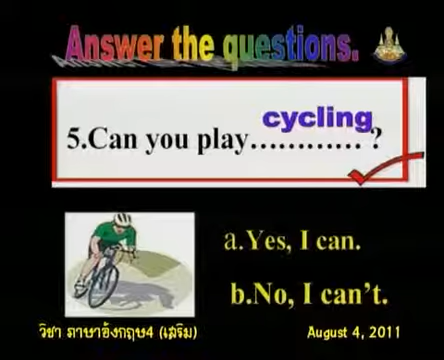 Answer the questions.
cycling
5.Can you play............?
a.Yes, I can.
b.No, I can't.
วิชา ภาษาอังกฤษ4 (เสริม)
August 4, 2011